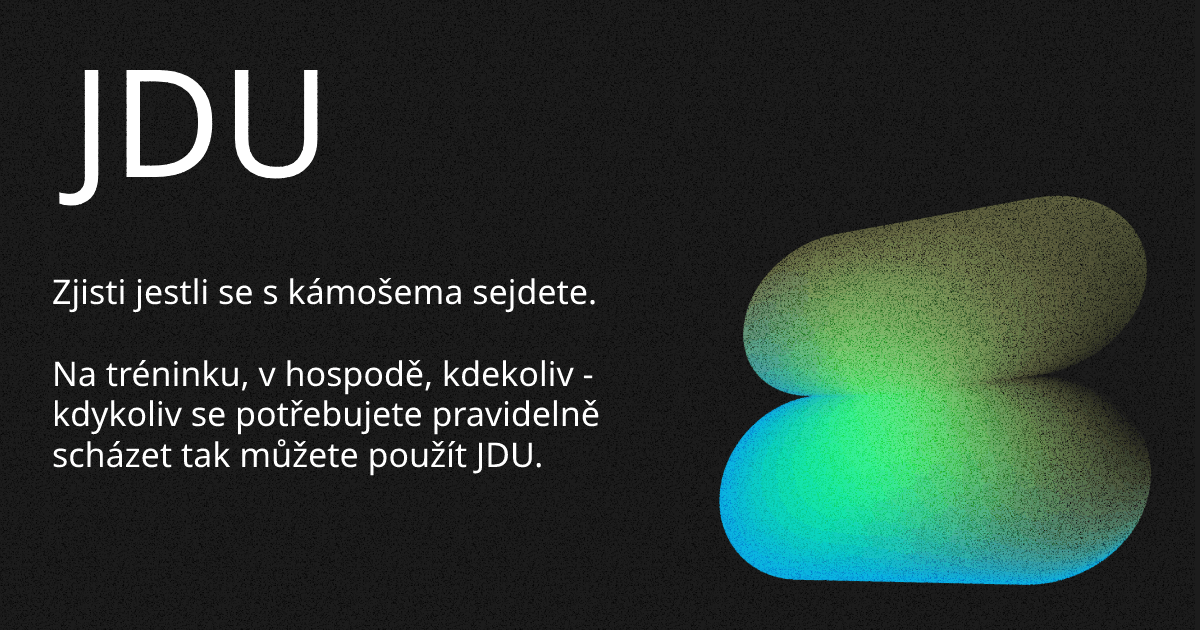 JDU
Zjisti jestli se s kámošema sejdete.
Na tréninku, v hospodě, kdekoliv -
kdykoliv se potřebujete pravidelně
scházet tak můžete použít JDU.